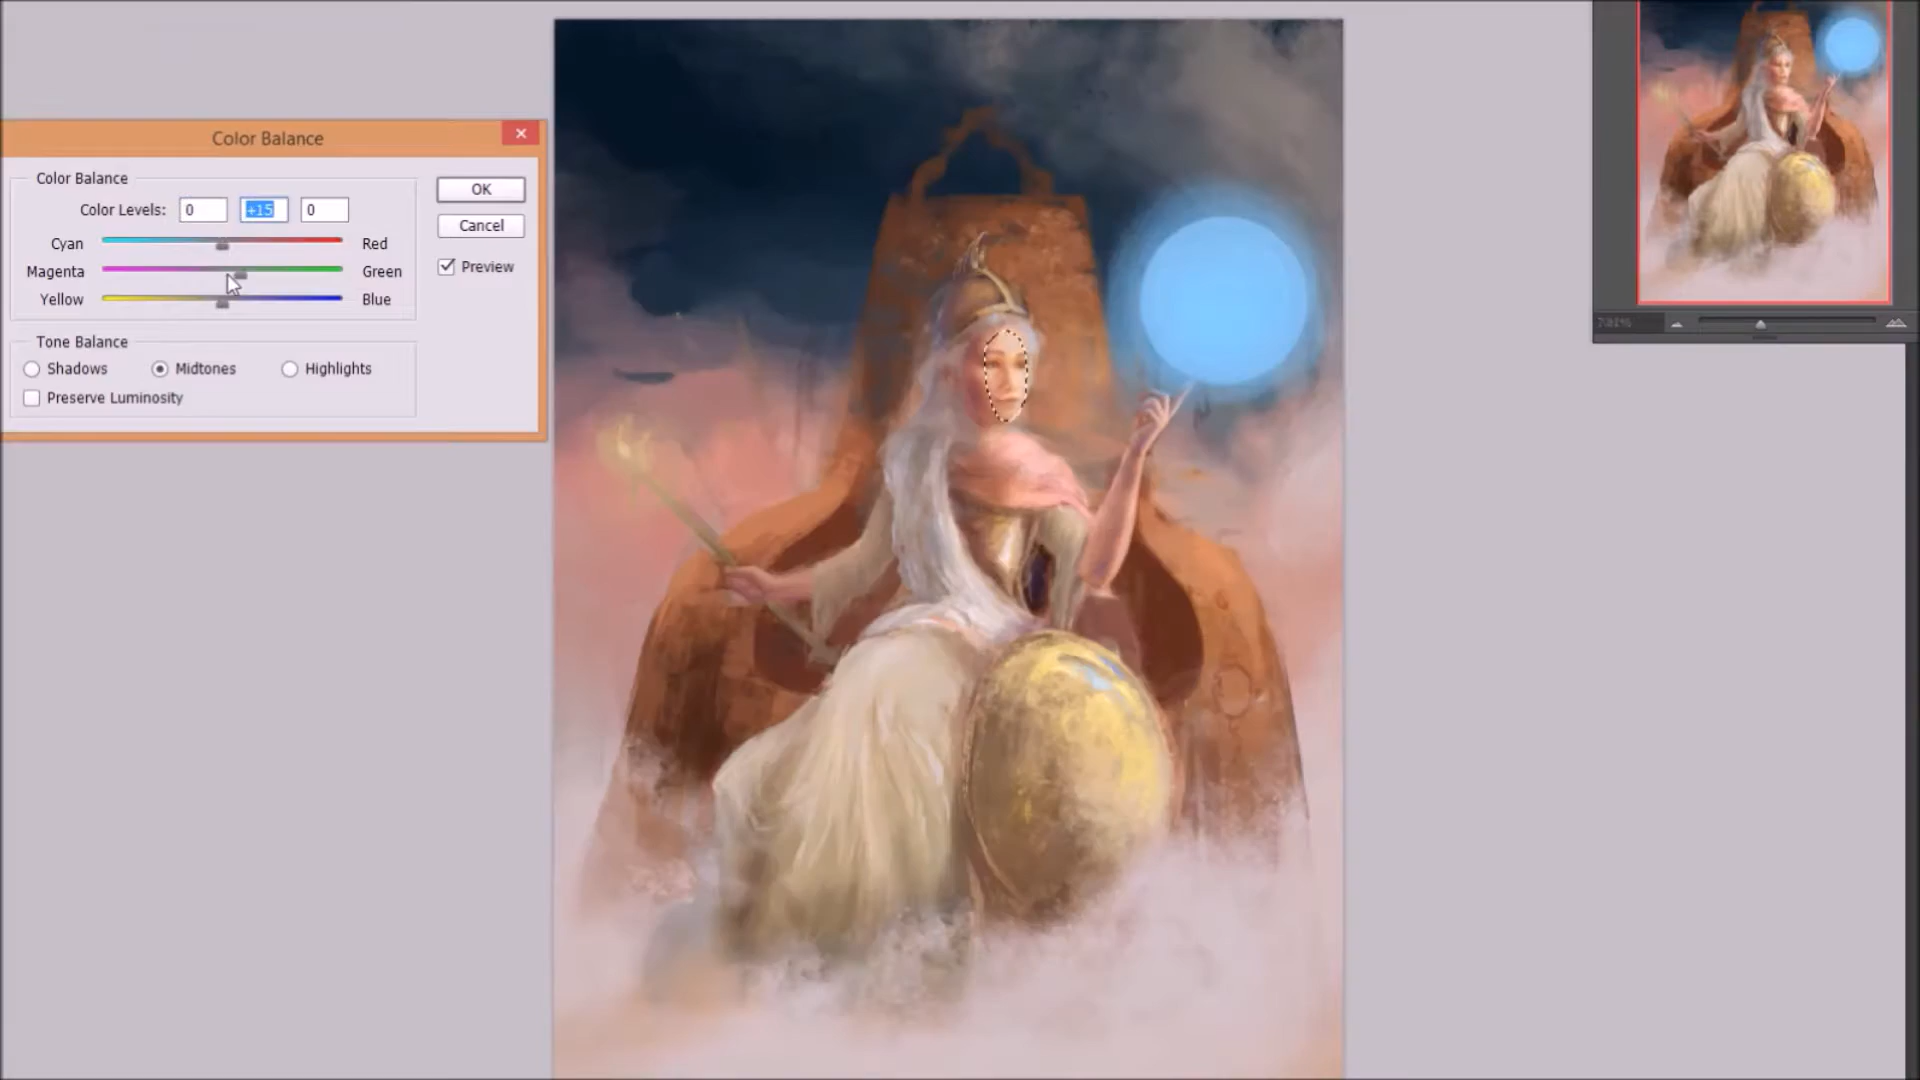 Color Balance
Color Balance
Color Levels: 0 +15 0
Cyan Red
Magenta Green
Yellow Blue
Tone Balance
Shadows Midtones Highlights
Preserve Luminosity
OK
Cancel
Preview